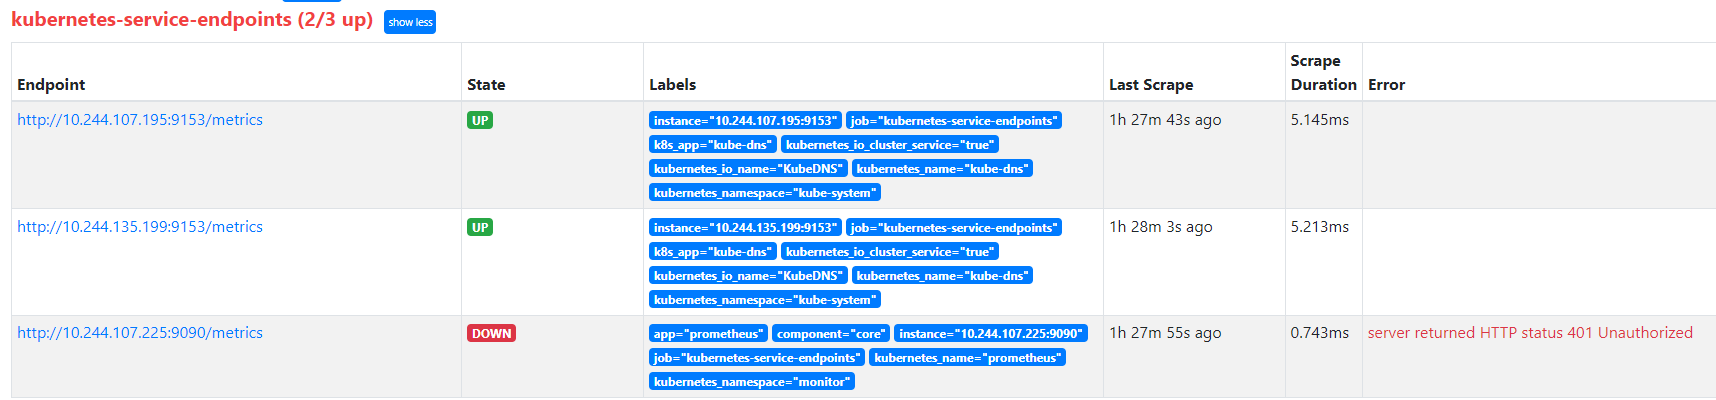 kubernetes-service-endpoints (2/3 up) show less
Endpoint State Labels Last Scrape Scrape Duration Error
http://10.244.107.195:9153/metrics UP instance="10.244.107.195:9153" job="kubernetes-service-endpoints" 1h 27m 43s ago 5.145ms
k8s_app="kube-dns" kubernetes_io_cluster_service="true"
kubernetes_io_name="KubeDNS" kubernetes_name="kube-dns"
kubernetes_namespace="kube-system"
http://10.244.135.199:9153/metrics UP instance="10.244.135.199:9153" job="kubernetes-service-endpoints" 1h 28m 3s ago 5.213ms
k8s_app="kube-dns" kubernetes_io_cluster_service="true"
kubernetes_io_name="KubeDNS" kubernetes_name="kube-dns"
kubernetes_namespace="kube-system"
http://10.244.107.225:9090/metrics DOWN app="prometheus" component="core" instance="10.244.107.225:9090" 1h 27m 55s ago 0.743ms server returned HTTP status 401 Unauthorized
job="kubernetes-service-endpoints" kubernetes_name="prometheus"
kubernetes_namespace="monitor"